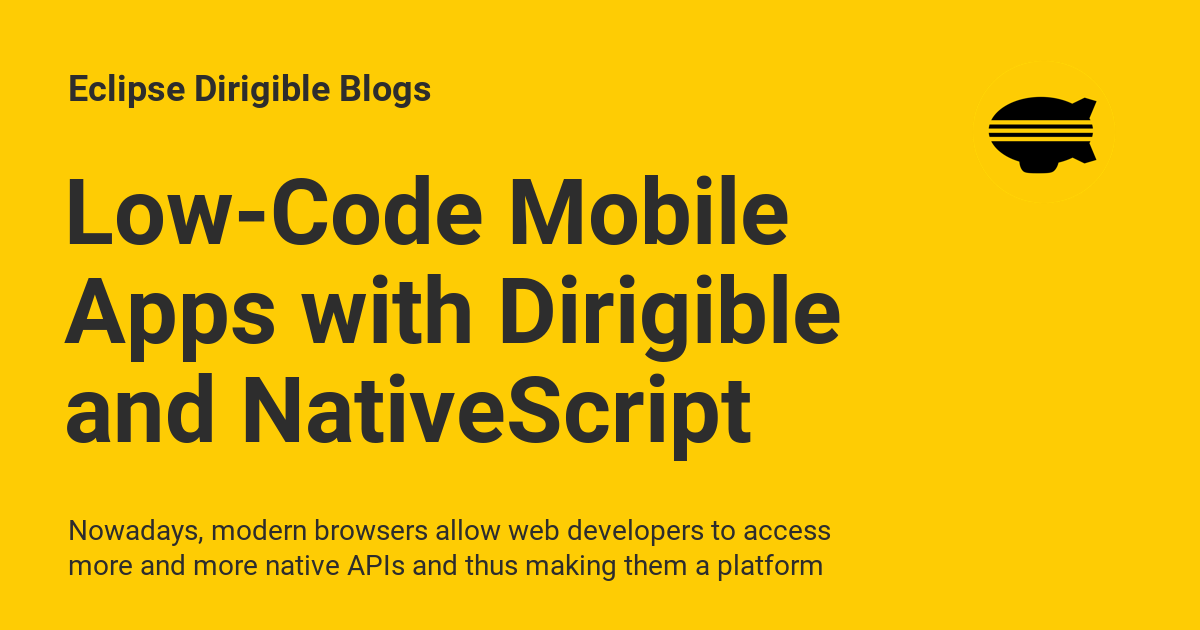 Eclipse Dirigible Blogs
Low-Code Mobile
Apps with Dirigible
and NativeScript
Nowadays, modern browsers allow web developers to access
more and more native APIs and thus making them a platform